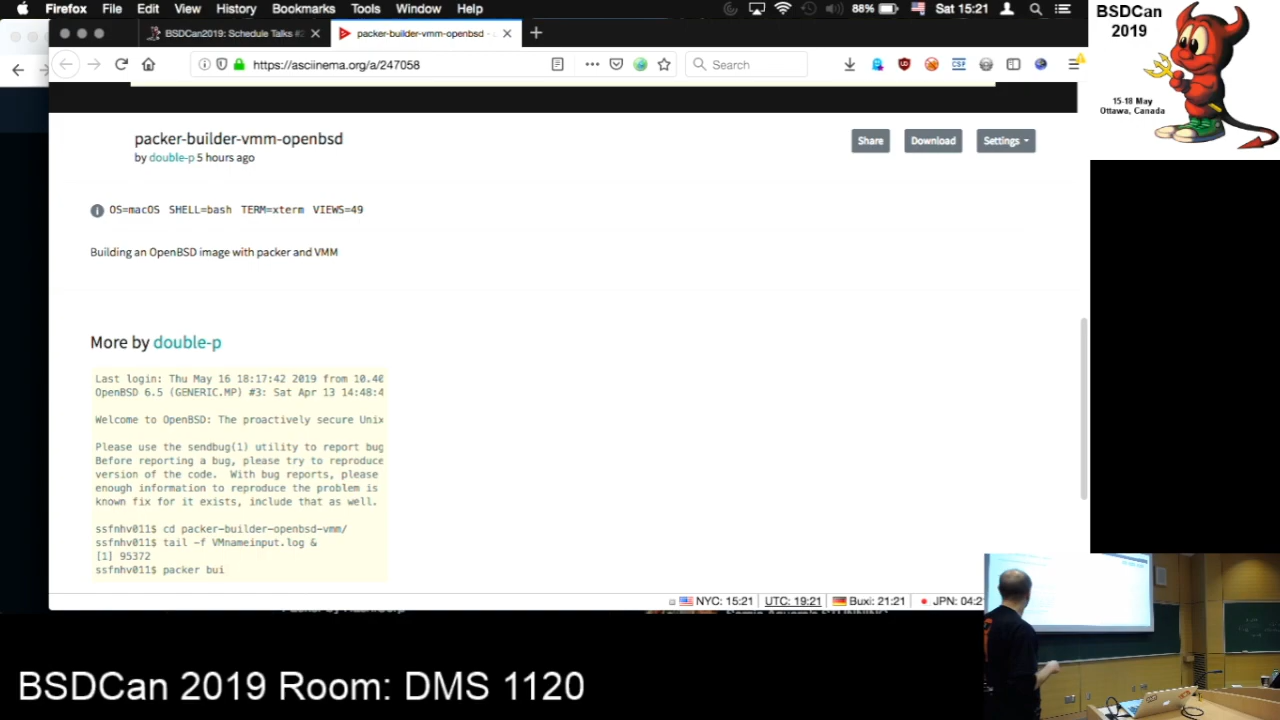 Firefox File Edit View History Bookmarks Tools Window Help 88% Sat 15:21
BSDCan
2019
15-18 May
Ottawa, Canada
BSDCan2019: Schedule Talks #2
packer-builder-vmm-openbsd -
https://asciinema.org/a/247058
Search
packer-builder-vmm-openbsd
by double-p 5 hours ago
Share Download Settings
OS=macOS SHELL=bash TERM=xterm VIEWS=49
Building an OpenBSD image with packer and VMM
More by double-p
Last login: Thu May 16 18:17:42 2019 from 10.40
OpenBSD 6.5 (GENERIC.MP) #3: Sat Apr 13 14:48:4
Welcome to OpenBSD: The proactively secure Unix
Please use the sendbug(1) utility to report bug
Before reporting a bug, please try to reproduce
version of the code. With bug reports, please
enough information to reproduce the problem is
known fix for it exists, include that as well.
ssfnhv011$ cd packer-builder-openbsd-vmm/
ssfnhv011$ tail -f VMnameinput.log &
[1] 95372
ssfnhv011$ packer bui
NYC: 15:21 UTC: 19:21 Buxi: 21:21 JPN: 04:2
BSDCan 2019 Room: DMS 1120